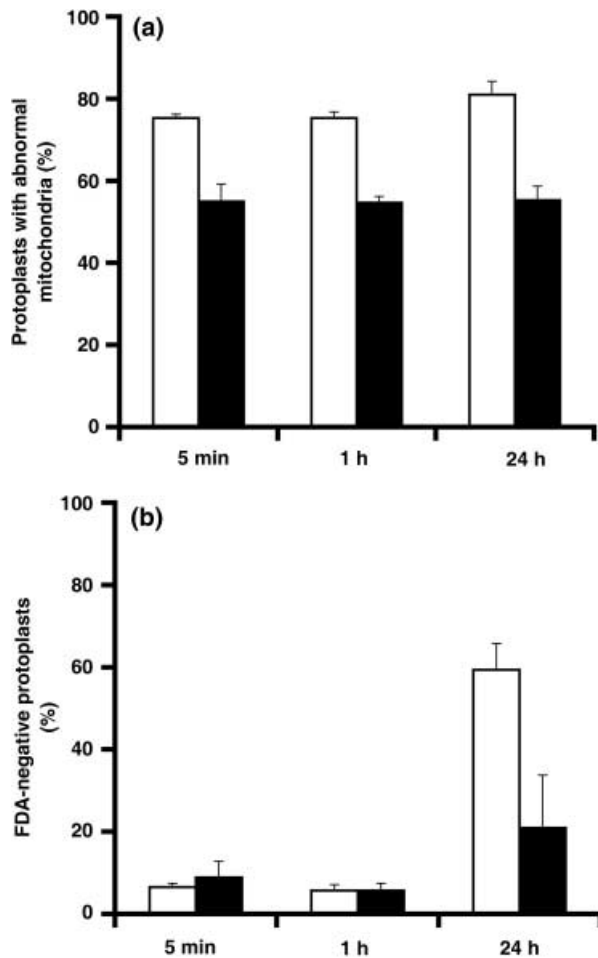 (a)
Protoplasts with abnormal
mitochondria (%)
100
80
60
40
20
0
5 min 1 h 24 h
(b)
FDA-negative protoplasts
(%)
100
80
60
40
20
0
5 min 1 h 24 h